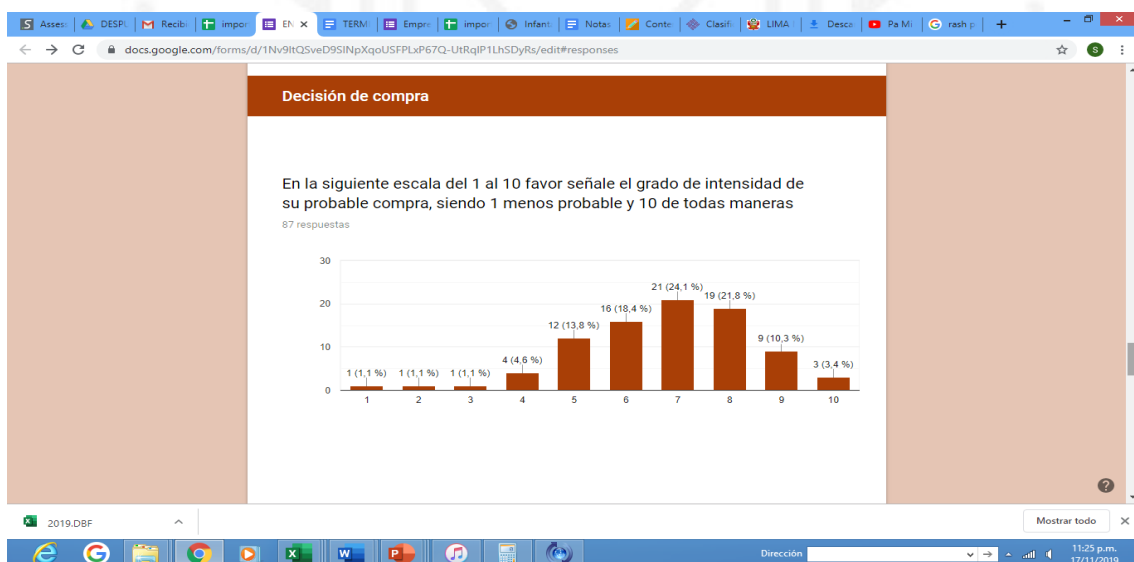 Asses
DESPU
Recibi
impor
EN
TERMI
Empre
impor
Infant
Notas
Conte
Clasifi
LIMA
Desca
Pa Mi
rash p
docs.google.com/forms/d/1Nv9ItQSveD9SlNpXqoUSFPLxP67Q-UtRqlP1LhSDyRs/edit#responses
S
Decisión de compra
En la siguiente escala del 1 al 10 favor señale el grado de intensidad de
su probable compra, siendo 1 menos probable y 10 de todas maneras
87 respuestas
30
20
10
0
1 (1,1 %)
1 (1,1 %)
1 (1,1 %)
4 (4,6 %)
12 (13,8 %)
16 (18,4 %)
21 (24,1 %)
19 (21,8 %)
9 (10,3 %)
3 (3,4 %)
1 2 3 4 5 6 7 8 9 10
2019.DBF
Mostrar todo
Dirección
11:25 p.m.
17/11/2019